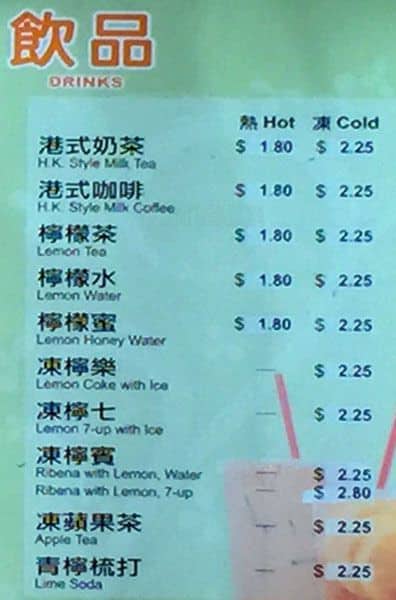 飲品
DRINKS
熱 Hot 凍 Cold
港式奶茶 $ 1.80 $ 2.25
H.K. Style Milk Tea
港式咖啡 $ 1.80 $ 2.25
H.K. Style Milk Coffee
檸檬茶 $ 1.80 $ 2.25
Lemon Tea
檸檬水 $ 1.80 $ 2.25
Lemon Water
檸檬蜜 $ 1.80 $ 2.25
Lemon Honey Water
凍檸樂 — $ 2.25
Lemon Coke with Ice
凍檸七 — $ 2.25
Lemon 7-up with Ice
凍檸賓
Ribena with Lemon, Water — $ 2.25
Ribena with Lemon, 7-up — $ 2.80
凍蘋果茶 — $ 2.25
Apple Tea
青檸梳打 — $ 2.25
Lime Soda